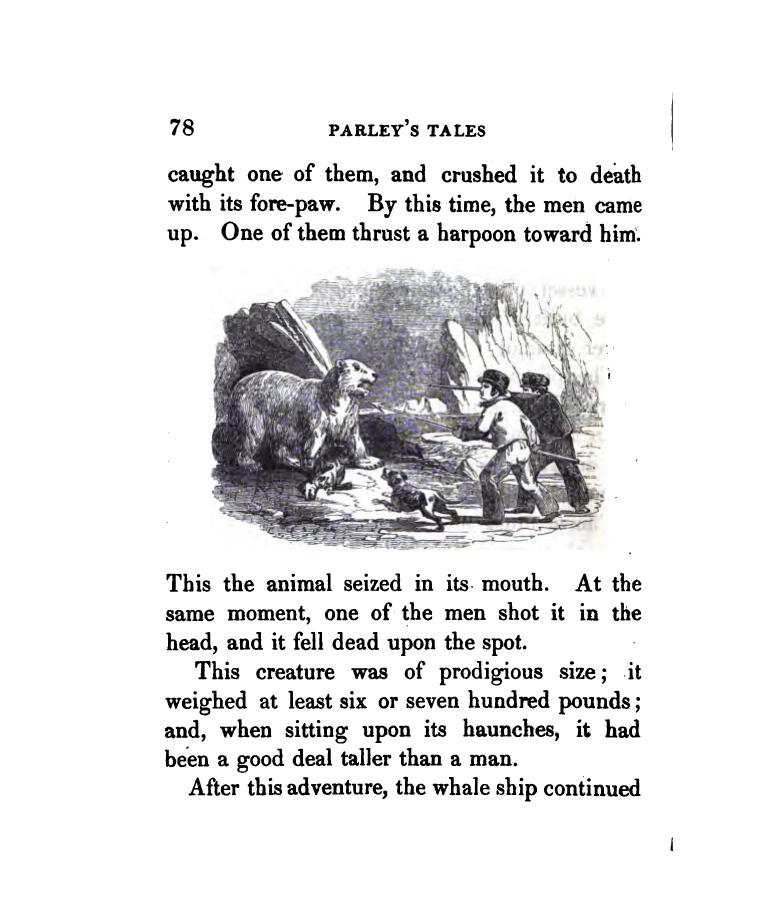 78 PARLEY'S TALES
caught one of them, and crushed it to death
with its fore-paw. By this time, the men came
up. One of them thrust a harpoon toward him.
This the animal seized in its mouth. At the
same moment, one of the men shot it in the
head, and it fell dead upon the spot.
This creature was of prodigious size; it
weighed at least six or seven hundred pounds;
and, when sitting upon its haunches, it had
been a good deal taller than a man.
After this adventure, the whale ship continued